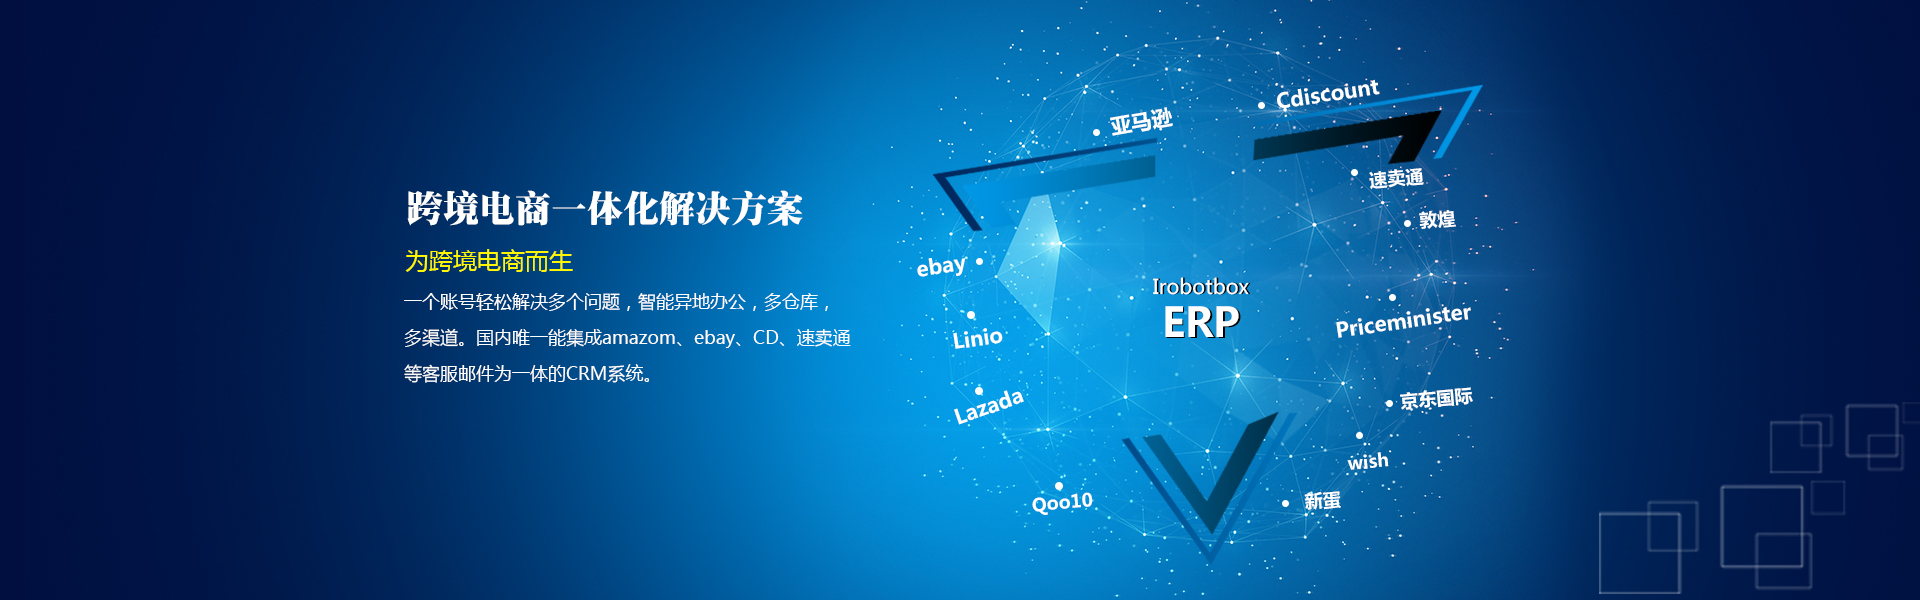 跨境电商一体化解决方案
为跨境电商而生
一个账号轻松解决多个问题，智能异地办公，多仓库，
多渠道。国内唯一能集成amazom、ebay、CD、速卖通
等客服邮件为一体的CRM系统。
Cdiscount
亚马逊
速卖通
敦煌
ebay
Irobotbox
ERP
Priceminister
Linio
Lazada
京东国际
wish
Qoo10
新蛋